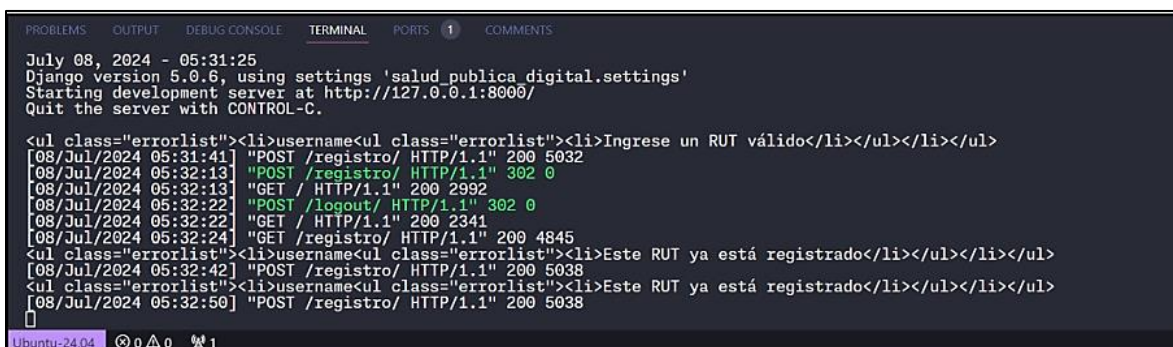 PROBLEMS OUTPUT DEBUG CONSOLE TERMINAL PORTS 1 COMMENTS
July 08, 2024 - 05:31:25
Django version 5.0.6, using settings 'salud_publica_digital.settings'
Starting development server at http://127.0.0.1:8000/
Quit the server with CONTROL-C.
<ul class="errorlist"><li>username<ul class="errorlist"><li>Ingrese un RUT válido</li></ul></li></ul>
[08/Jul/2024 05:31:41] "POST /registro/ HTTP/1.1" 200 5032
[08/Jul/2024 05:32:13] "POST /registro/ HTTP/1.1" 302 0
[08/Jul/2024 05:32:13] "GET / HTTP/1.1" 200 2992
[08/Jul/2024 05:32:22] "POST /logout/ HTTP/1.1" 302 0
[08/Jul/2024 05:32:22] "GET / HTTP/1.1" 200 2341
[08/Jul/2024 05:32:24] "GET /registro/ HTTP/1.1" 200 4845
<ul class="errorlist"><li>username<ul class="errorlist"><li>Este RUT ya está registrado</li></ul></li></ul>
[08/Jul/2024 05:32:42] "POST /registro/ HTTP/1.1" 200 5038
<ul class="errorlist"><li>username<ul class="errorlist"><li>Este RUT ya está registrado</li></ul></li></ul>
[08/Jul/2024 05:32:50] "POST /registro/ HTTP/1.1" 200 5038
Ubuntu-24.04 0 0 1